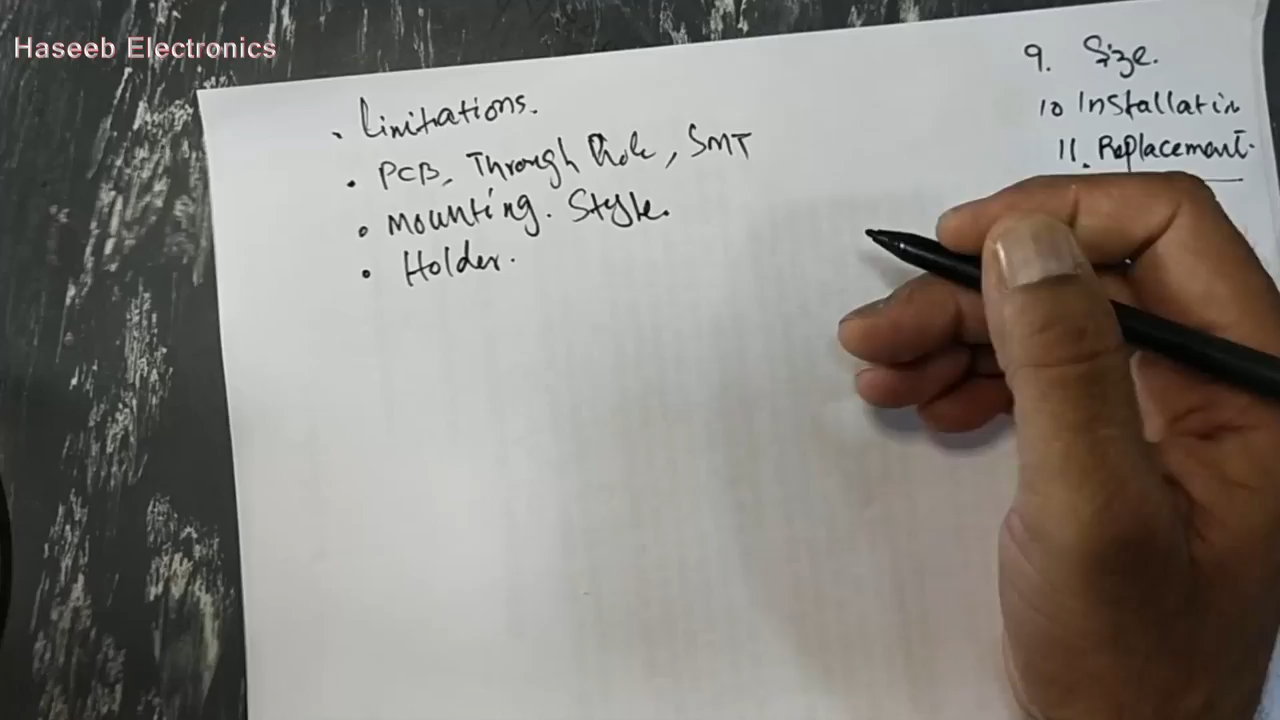 Haseeb Electronics
. Limitations.
• PCB, Through Hole, SMT
• Mounting. Style.
• Holder.
9. Size.
10 Installatin
11. Replacement.